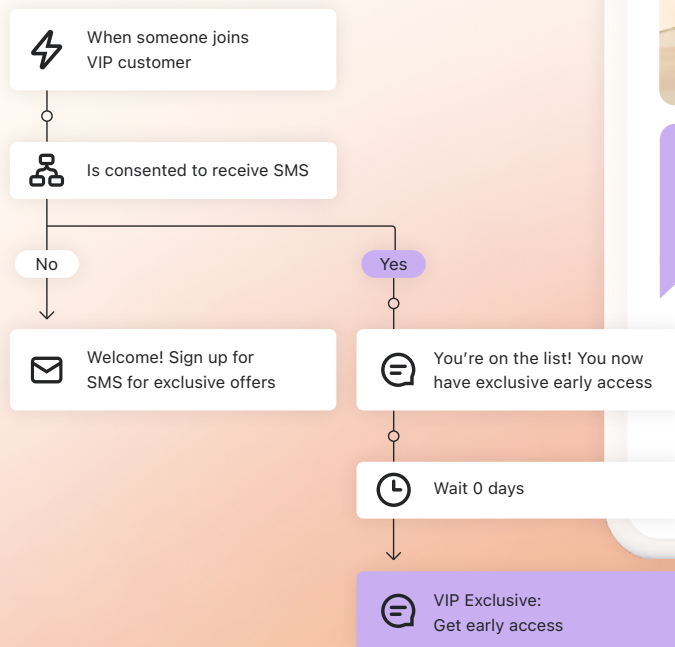 When someone joins
VIP customer
Is consented to receive SMS
No
Yes
Welcome! Sign up for
SMS for exclusive offers
You’re on the list! You now
have exclusive early access
Wait 0 days
VIP Exclusive:
Get early access